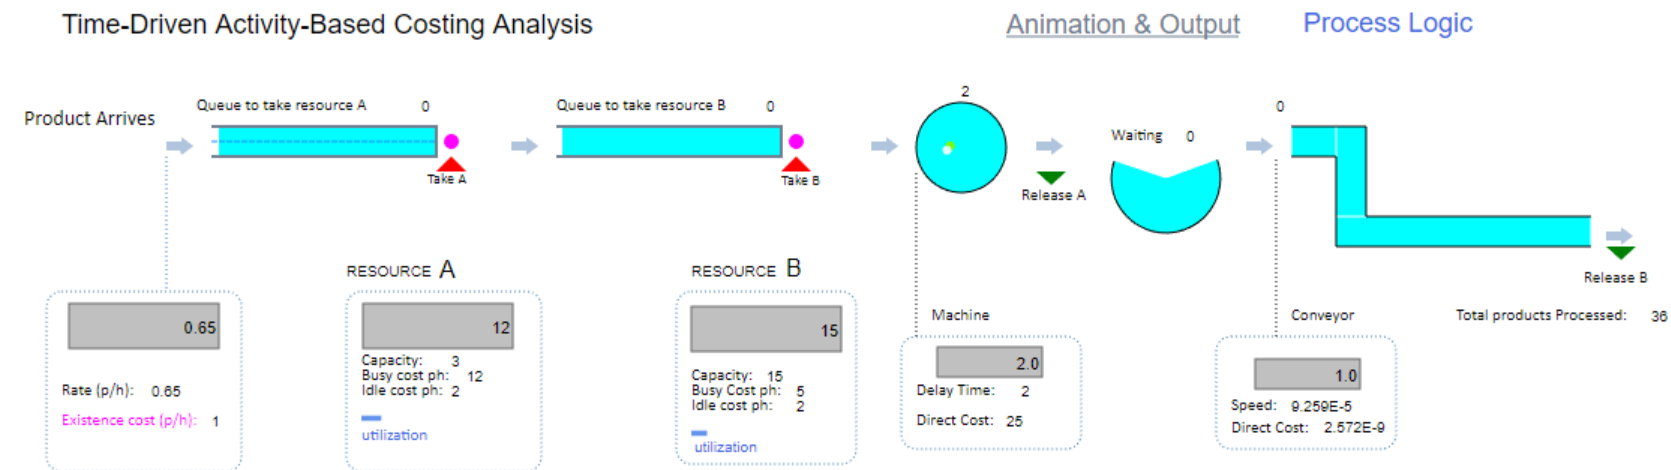 Time-Driven Activity-Based Costing Analysis
Animation & Output
Process Logic
Product Arrives
Queue to take resource A 0
Take A
Queue to take resource B 0
Take B
2
Release A
Waiting 0
0
Release B
RESOURCE A
RESOURCE B
Machine
Conveyor
Total products Processed: 36
0.65
Rate (p/h): 0.65
Existence cost (p/h): 1
12
Capacity: 3
Busy cost ph: 12
Idle cost ph: 2
utilization
15
Capacity: 15
Busy Cost ph: 5
Idle cost ph: 2
utilization
2.0
Delay Time: 2
Direct Cost: 25
1.0
Speed: 9.259E-5
Direct Cost: 2.572E-9